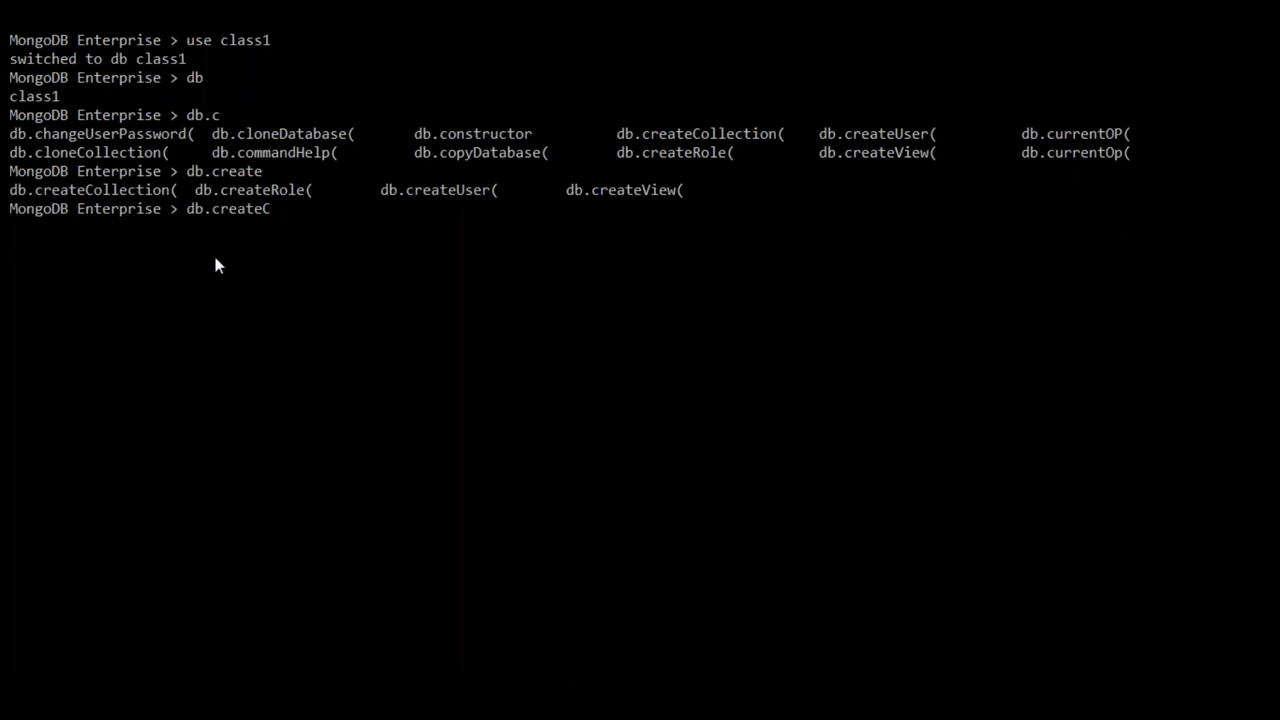 MongoDB Enterprise > use class1
switched to db class1
MongoDB Enterprise > db
class1
MongoDB Enterprise > db.c
db.changeUserPassword(  db.cloneDatabase(       db.constructor          db.createCollection(    db.createUser(          db.currentOP(
db.cloneCollection(     db.commandHelp(         db.copyDatabase(        db.createRole(          db.createView(          db.currentOp(
MongoDB Enterprise > db.create
db.createCollection(  db.createRole(        db.createUser(        db.createView(
MongoDB Enterprise > db.createC